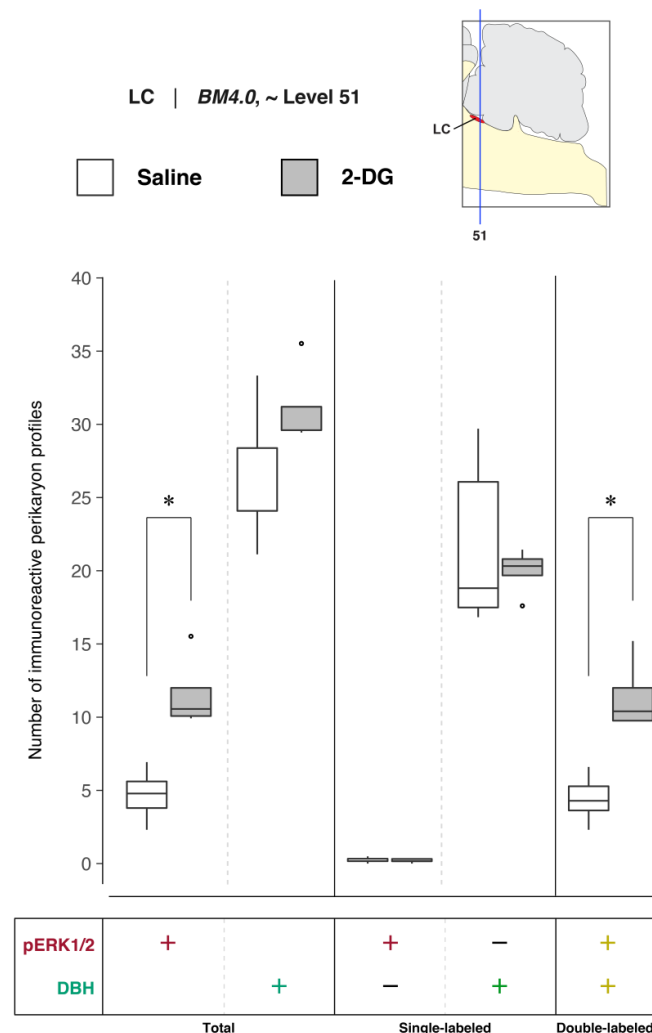 LC | BM4.0, ~ Level 51
LC
Saline
2-DG
51
Number of immunoreactive perikaryon profiles
40
35
30
25
20
15
10
5
0
*
*
pERK1/2 + + − +
DBH + − + +
Total Single-labeled Double-labeled